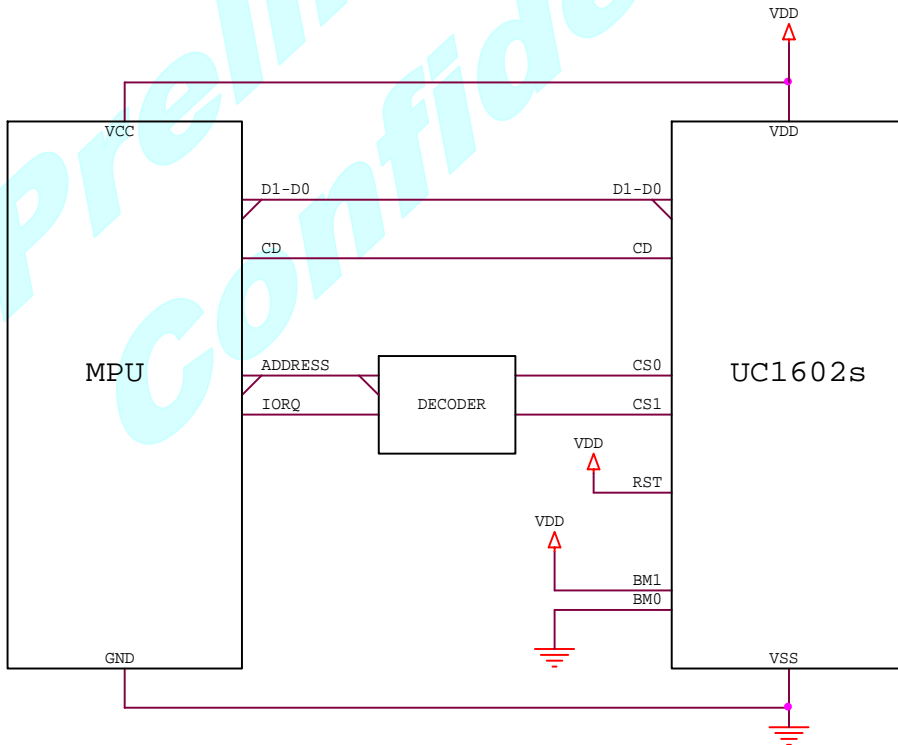 VDD
VCC
VDD
D1-D0 D1-D0
CD CD
MPU
ADDRESS CS0
UC1602s
IORQ DECODER CS1
VDD
RST
VDD
BM1
BM0
GND
VSS